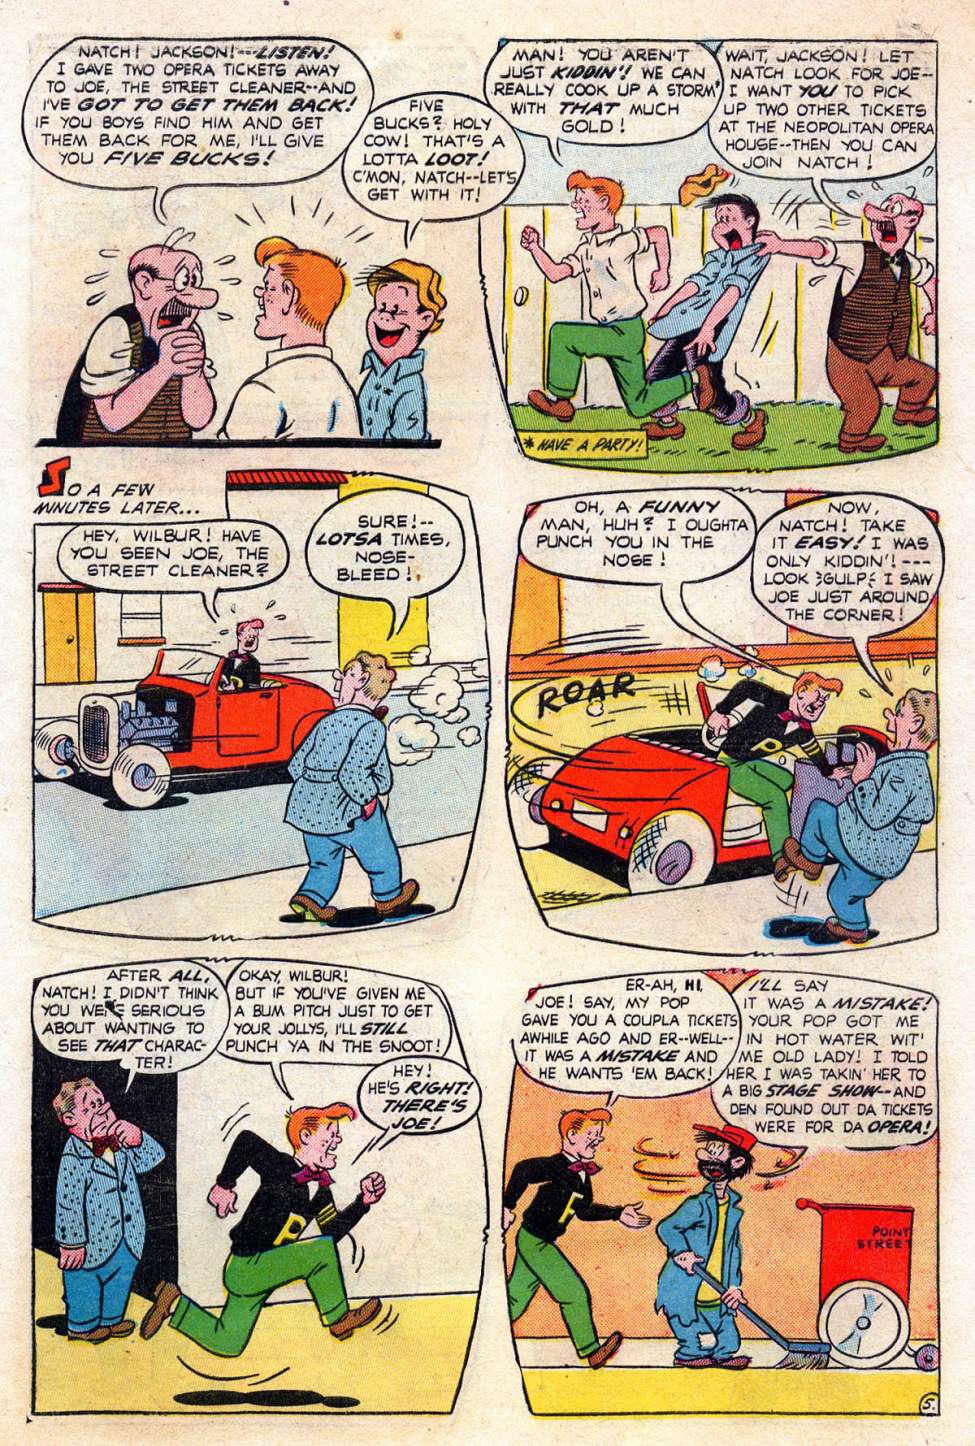 NATCH! JACKSON!---LISTEN!
I GAVE TWO OPERA TICKETS AWAY
TO JOE, THE STREET CLEANER--AND
I'VE GOT TO GET THEM BACK!
IF YOU BOYS FIND HIM AND GET
THEM BACK FOR ME, I'LL GIVE
YOU FIVE BUCKS!
FIVE
BUCKS? HOLY
COW! THAT'S A
LOTTA LOOT!
C'MON, NATCH--LET'S
GET WITH IT!
MAN! YOU AREN'T
JUST KIDDIN'! WE CAN
REALLY COOK UP A STORM*
WITH THAT MUCH
GOLD!
WAIT, JACKSON! LET
NATCH LOOK FOR JOE--
I WANT YOU TO PICK
UP TWO OTHER TICKETS
AT THE NEOPOLITAN OPERA
HOUSE--THEN YOU CAN
JOIN NATCH!
* HAVE A PARTY!
SO A FEW
MINUTES LATER...
HEY, WILBUR! HAVE
YOU SEEN JOE, THE
STREET CLEANER?
SURE!--
LOTSA TIMES,
NOSE-
BLEED!
OH, A FUNNY
MAN, HUH? I OUGHTA
PUNCH YOU IN THE
NOSE!
NOW,
NATCH! TAKE
IT EASY! I WAS
ONLY KIDDIN'!---
LOOK GULP I SAW
JOE JUST AROUND
THE CORNER!
ROAR
P
AFTER ALL,
NATCH! I DIDN'T THINK
YOU WERE SERIOUS
ABOUT WANTING TO
SEE THAT CHARAC-
TER!
OKAY, WILBUR!
BUT IF YOU'VE GIVEN ME
A BUM PITCH JUST TO GET
YOUR JOLLYS, I'LL STILL
PUNCH YA IN THE SNOOT!
HEY!
HE'S RIGHT!
THERE'S
JOE!
P
ER-AH, HI,
JOE! SAY, MY POP
GAVE YOU A COUPLA TICKETS
AWHILE AGO AND ER--WELL--
IT WAS A MISTAKE AND
HE WANTS 'EM BACK!
I'LL SAY
IT WAS A MISTAKE!
YOUR POP GOT ME
IN HOT WATER WIT'
ME OLD LADY! I TOLD
HER I WAS TAKIN' HER TO
A BIG STAGE SHOW--AND
DEN FOUND OUT DA TICKETS
WERE FOR DA OPERA!
P
POINT
STREET
5.